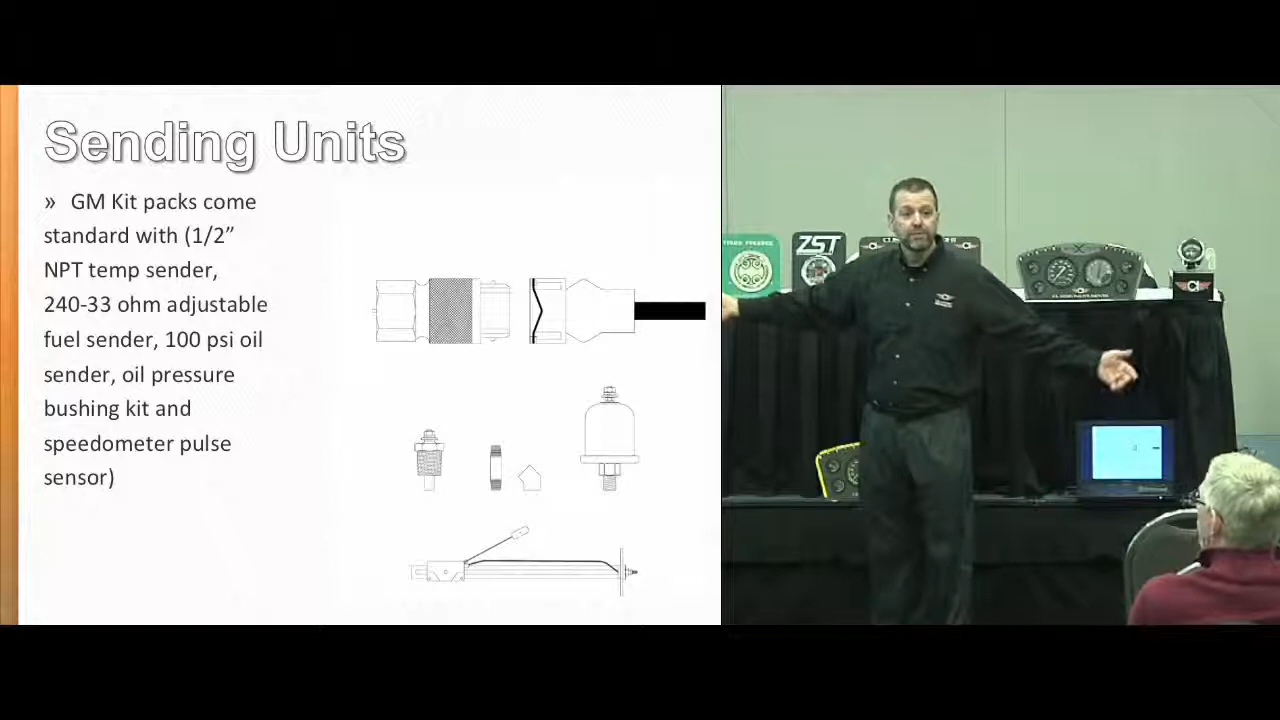 Sending Units
» GM Kit packs come
standard with (1/2”
NPT temp sender,
240-33 ohm adjustable
fuel sender, 100 psi oil
sender, oil pressure
bushing kit and
speedometer pulse
sensor)
ZST